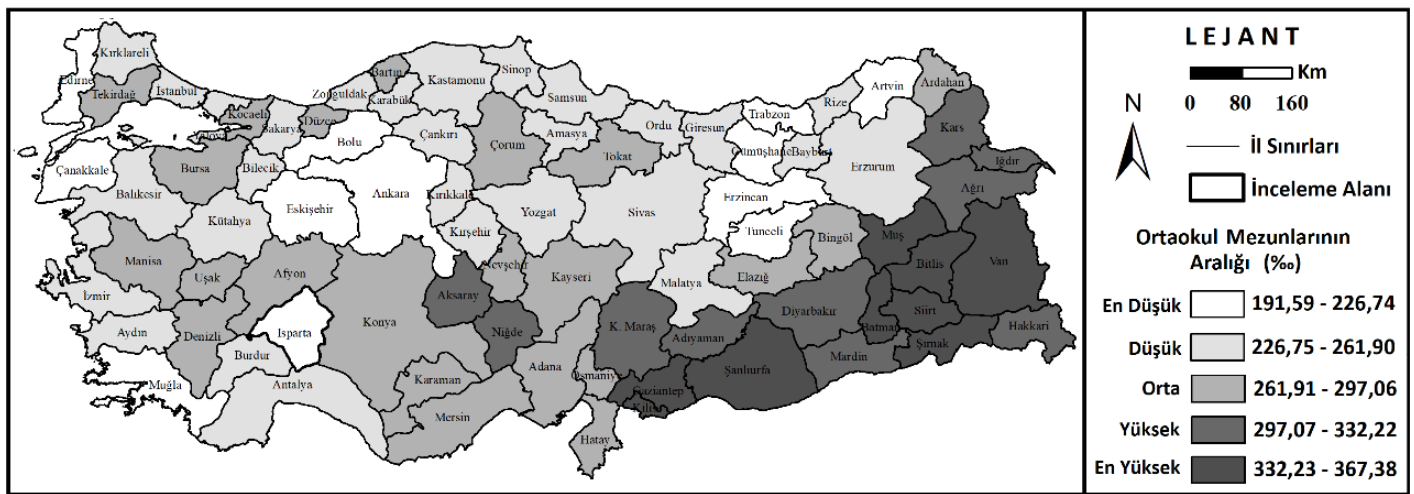 Kırklareli
Edirne
Tekirdağ
İstanbul
Kocaeli
Yalova
Sakarya
Düzce
Zonguldak
Bartın
Karabük
Kastamonu
Sinop
Samsun
Çankırı
Bolu
Çorum
Amasya
Tokat
Ordu
Giresun
Trabzon
Gümüşhane
Bayburt
Rize
Artvin
Ardahan
Kars
Iğdır
Ağrı
Erzurum
Erzincan
Tunceli
Bingöl
Muş
Bitlis
Van
Çanakkale
Balıkesir
Bursa
Bilecik
Kütahya
Eskişehir
Ankara
Kırıkkale
Kırşehir
Yozgat
Sivas
Manisa
Uşak
Afyon
İzmir
Aydın
Denizli
Burdur
Isparta
Muğla
Antalya
Konya
Aksaray
Nevşehir
Niğde
Kayseri
Malatya
Elazığ
Diyarbakır
Batman
Siirt
Şırnak
Hakkari
Mardin
Şanlıurfa
Adıyaman
K. Maraş
Gaziantep
Kilis
Osmaniye
Adana
Hatay
Mersin
Karaman
LEJANT
Km
0 80 160
N
İl Sınırları
İnceleme Alanı
Ortaokul Mezunlarının
Aralığı (‰)
En Düşük 191,59 - 226,74
Düşük 226,75 - 261,90
Orta 261,91 - 297,06
Yüksek 297,07 - 332,22
En Yüksek 332,23 - 367,38